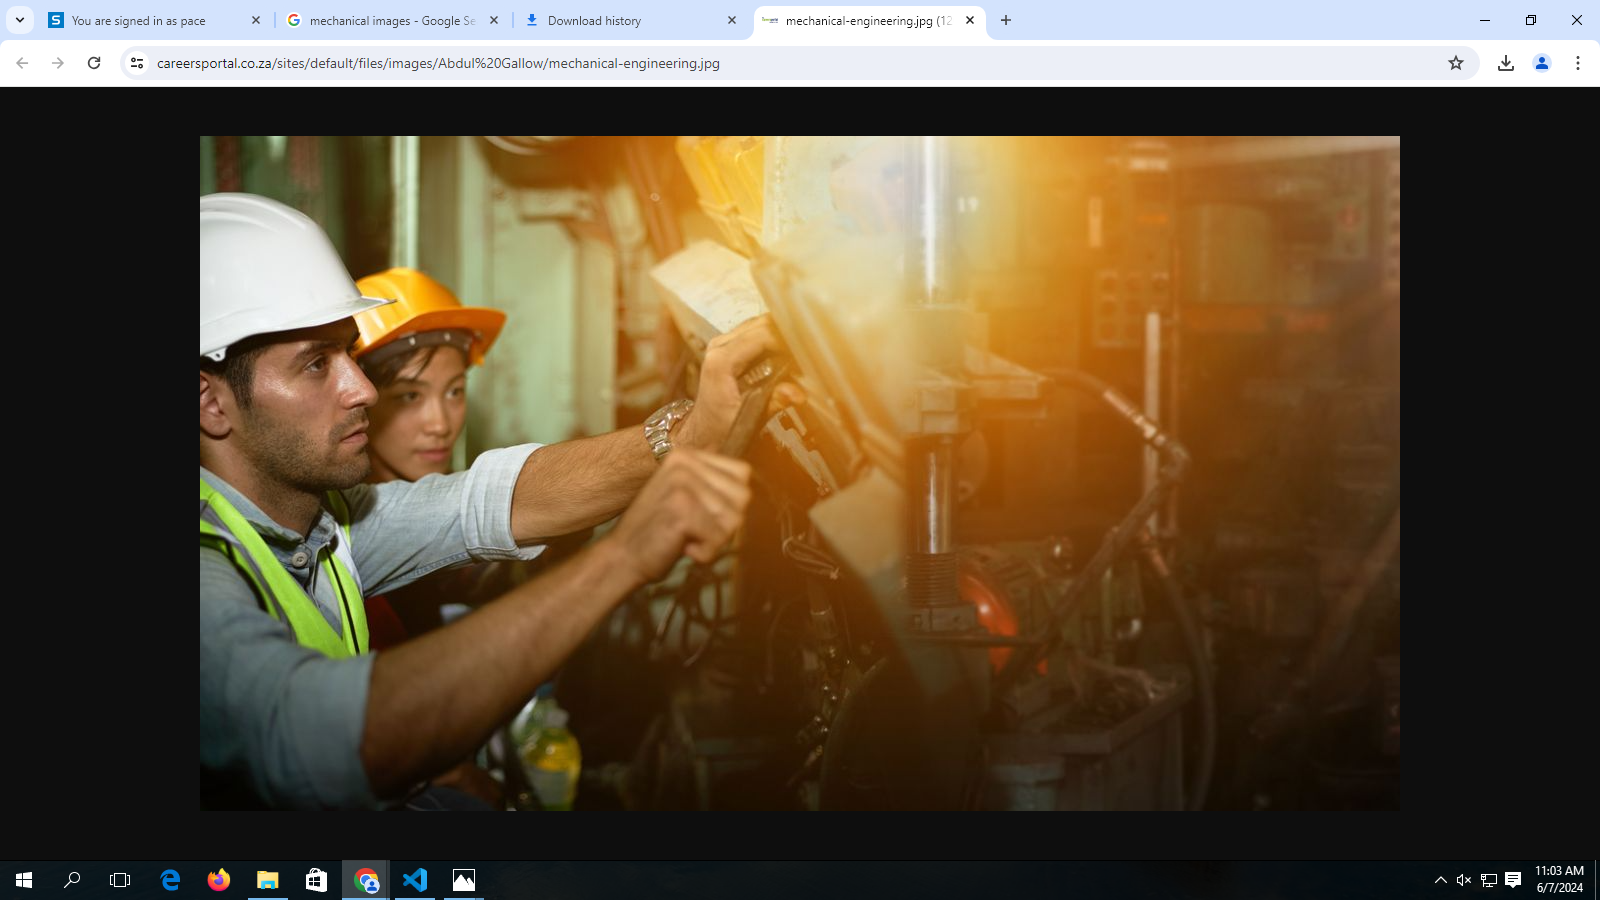 You are signed in as pace
mechanical images - Google Se
Download history
mechanical-engineering.jpg (12
careersportal.co.za/sites/default/files/images/Abdul%20Gallow/mechanical-engineering.jpg
19
11:03 AM
6/7/2024